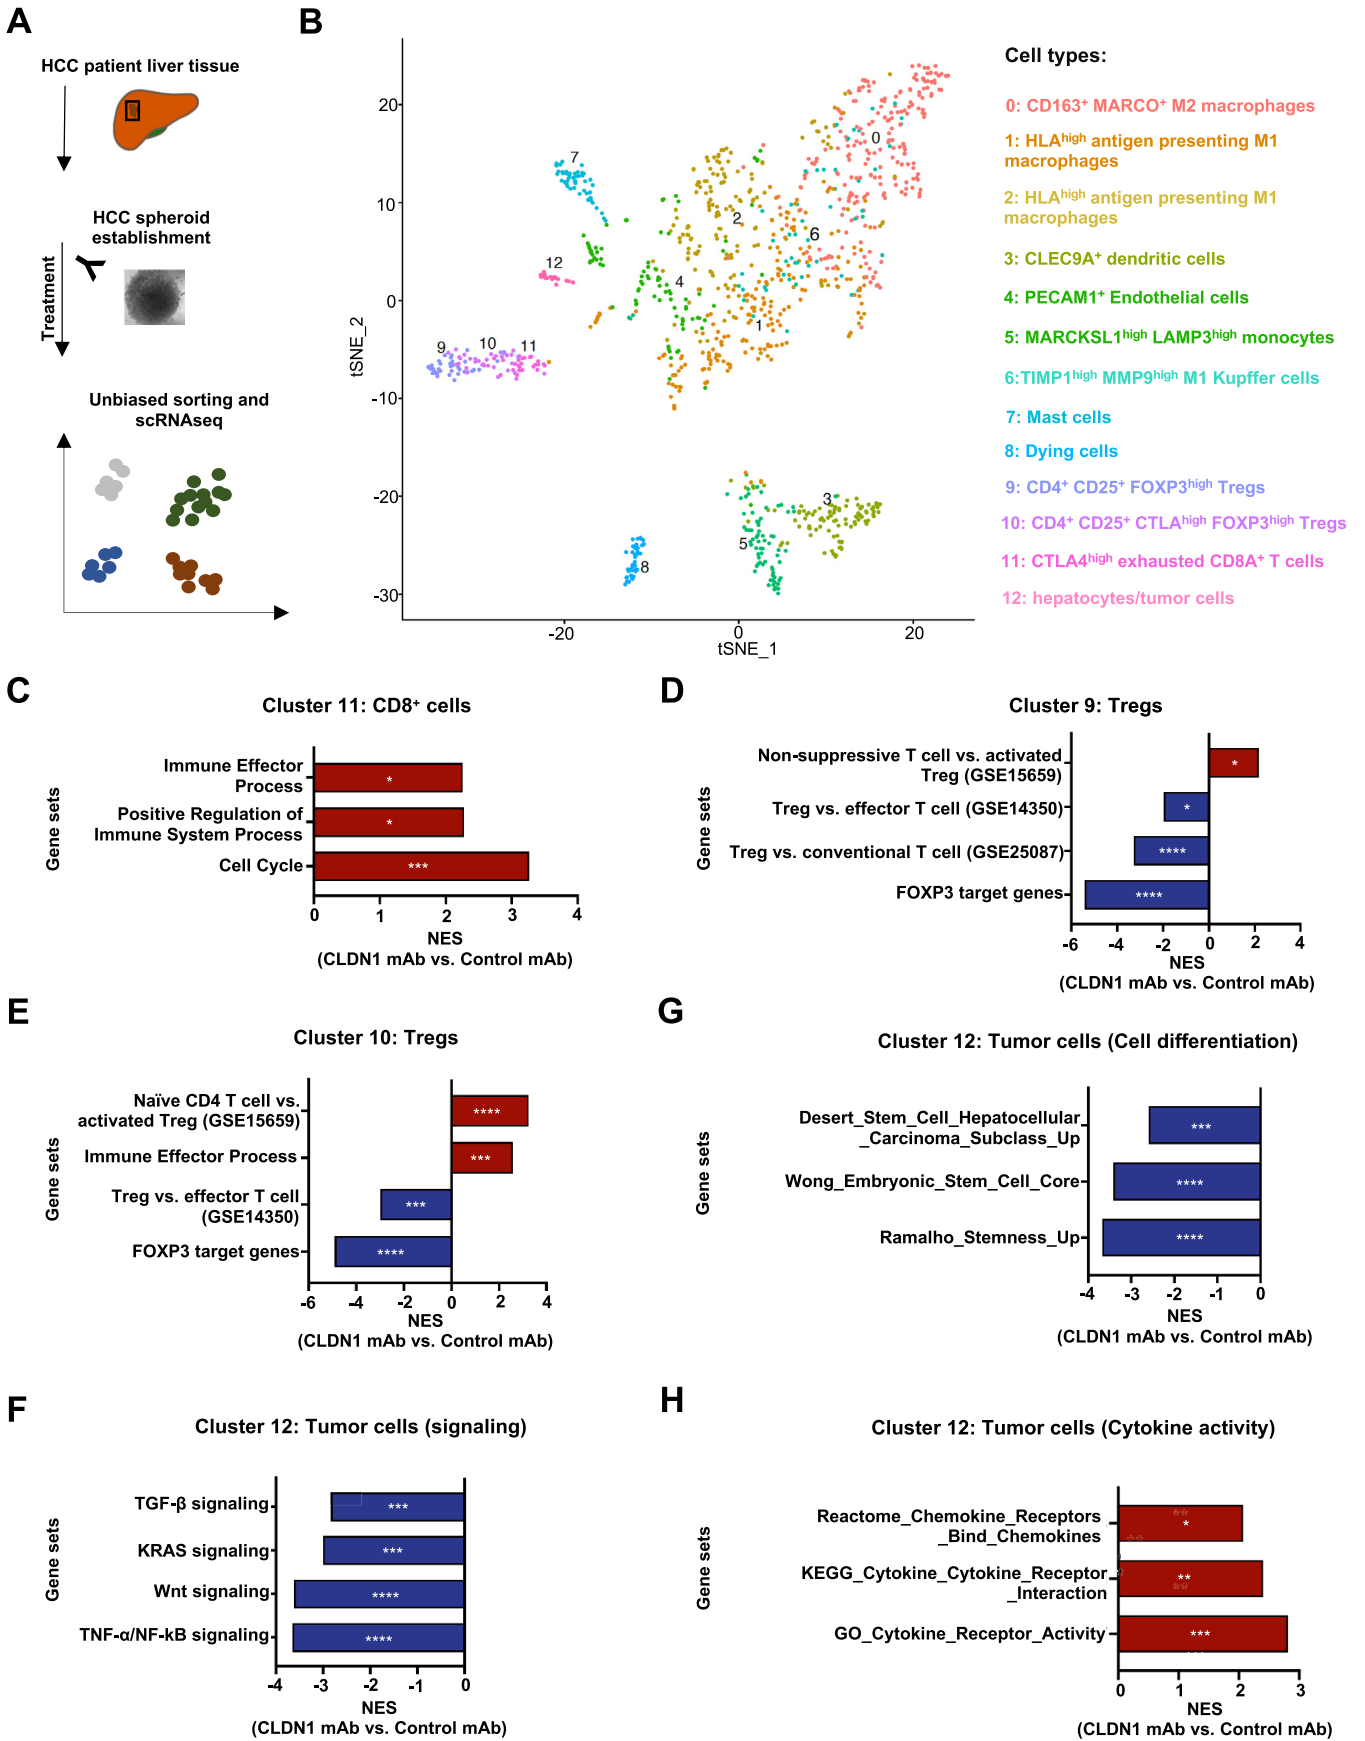 A
HCC patient liver tissue
HCC spheroid
establishment
Treatment
Unbiased sorting and
scRNAseq
B
tSNE_2
20
10
0
-10
-20
-30
-20
0
20
tSNE_1
0
1
2
3
4
5
6
7
8
9
10
11
12
Cell types:
0: CD163⁺ MARCO⁺ M2 macrophages
1: HLAʰⁱᵍʰ antigen presenting M1
macrophages
2: HLAʰⁱᵍʰ antigen presenting M1
macrophages
3: CLEC9A⁺ dendritic cells
4: PECAM1⁺ Endothelial cells
5: MARCKSL1ʰⁱᵍʰ LAMP3ʰⁱᵍʰ monocytes
6:TIMP1ʰⁱᵍʰ MMP9ʰⁱᵍʰ M1 Kupffer cells
7: Mast cells
8: Dying cells
9: CD4⁺ CD25⁺ FOXP3ʰⁱᵍʰ Tregs
10: CD4⁺ CD25⁺ CTLAʰⁱᵍʰ FOXP3ʰⁱᵍʰ Tregs
11: CTLA4ʰⁱᵍʰ exhausted CD8A⁺ T cells
12: hepatocytes/tumor cells
C
Cluster 11: CD8⁺ cells
Gene sets
Immune Effector
Process
*
Positive Regulation of
Immune System Process
*
Cell Cycle
***
0 1 2 3 4
NES
(CLDN1 mAb vs. Control mAb)
D
Cluster 9: Tregs
Gene sets
Non-suppressive T cell vs. activated
Treg (GSE15659)
*
Treg vs. effector T cell (GSE14350)
*
Treg vs. conventional T cell (GSE25087)
****
FOXP3 target genes
****
-6 -4 -2 0 2 4
NES
(CLDN1 mAb vs. Control mAb)
E
Cluster 10: Tregs
Gene sets
Naïve CD4 T cell vs.
activated Treg (GSE15659)
****
Immune Effector Process
***
Treg vs. effector T cell
(GSE14350)
***
FOXP3 target genes
****
-6 -4 -2 0 2 4
NES
(CLDN1 mAb vs. Control mAb)
G
Cluster 12: Tumor cells (Cell differentiation)
Gene sets
Desert_Stem_Cell_Hepatocellular
_Carcinoma_Subclass_Up
***
Wong_Embryonic_Stem_Cell_Core
****
Ramalho_Stemness_Up
****
-4 -3 -2 -1 0
NES
(CLDN1 mAb vs. Control mAb)
F
Cluster 12: Tumor cells (signaling)
Gene sets
TGF-β signaling
***
KRAS signaling
***
Wnt signaling
****
TNF-α/NF-kB signaling
****
-4 -3 -2 -1 0
NES
(CLDN1 mAb vs. Control mAb)
H
Cluster 12: Tumor cells (Cytokine activity)
Gene sets
Reactome_Chemokine_Receptors
_Bind_Chemokines
*
KEGG_Cytokine_Cytokine_Receptor
_Interaction
**
GO_Cytokine_Receptor_Activity
***
0 1 2 3
NES
(CLDN1 mAb vs. Control mAb)